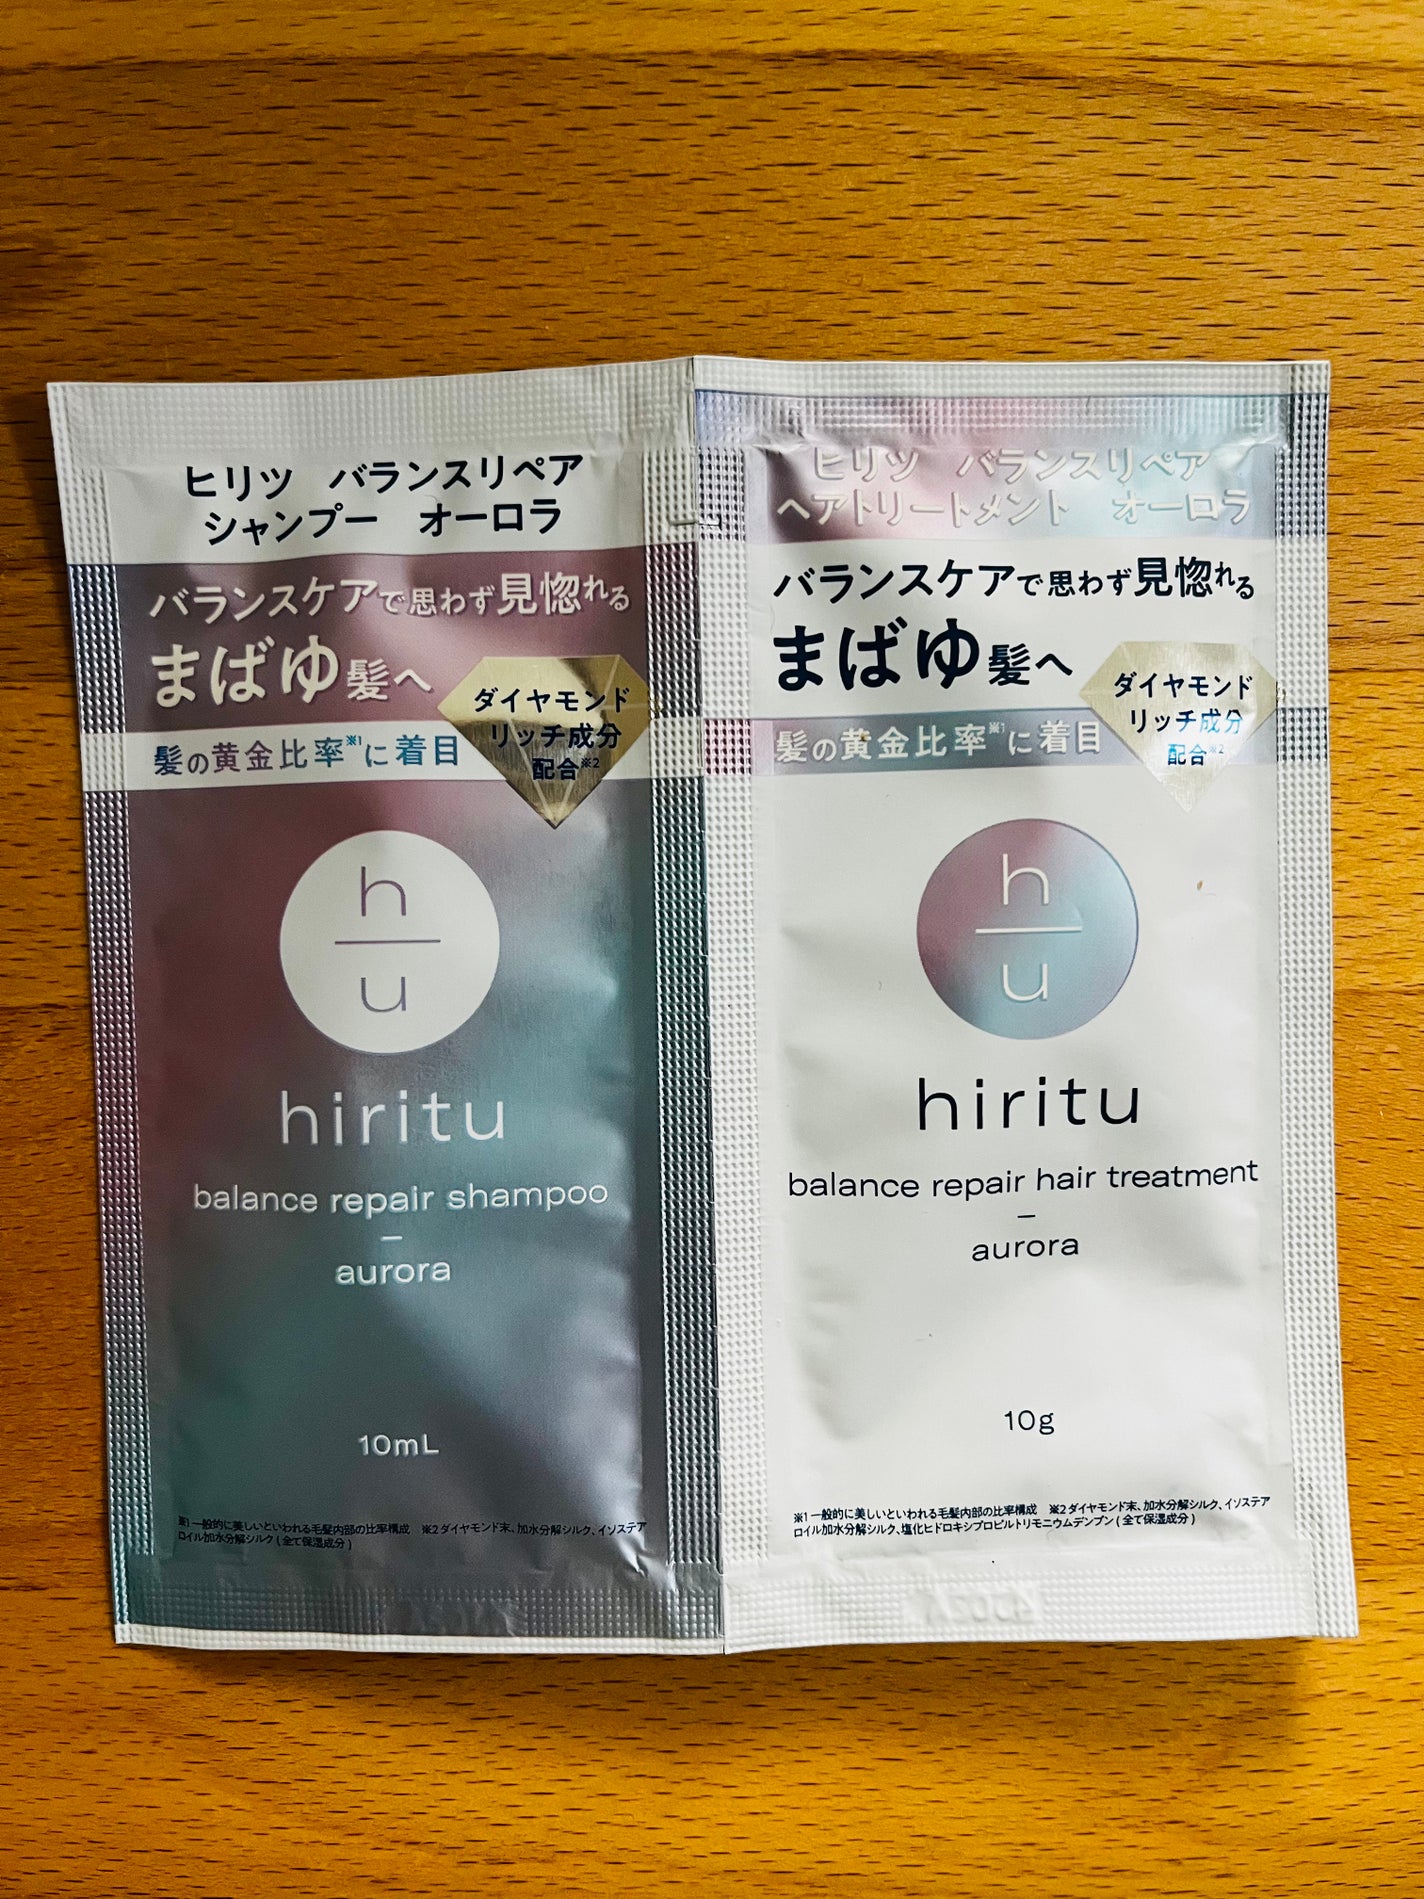 ヒリツ　バランスリペア
シャンプー　オーロラ
バランスケアで思わず見惚れる
まばゆ髪へ
ダイヤモンド
リッチ成分
配合※2
髪の黄金比率※1に着目
h
u
hiritu
balance repair shampoo
–
aurora
10mL
※1 一般的に美しいといわれる毛髪内部の比率構成　※2 ダイヤモンド末、加水分解シルク、イソステア
ロイル加水分解シルク ( 全て保湿成分 )
ヒリツ　バランスリペア
ヘアトリートメント　オーロラ
バランスケアで思わず見惚れる
まばゆ髪へ
ダイヤモンド
リッチ成分
配合※2
髪の黄金比率※1に着目
h
u
hiritu
balance repair hair treatment
–
aurora
10g
※1 一般的に美しいといわれる毛髪内部の比率構成　※2 ダイヤモンド末、加水分解シルク、イソステア
ロイル加水分解シルク、塩化ヒドロキシプロピルトリモニウムデンプン ( 全て保湿成分 )